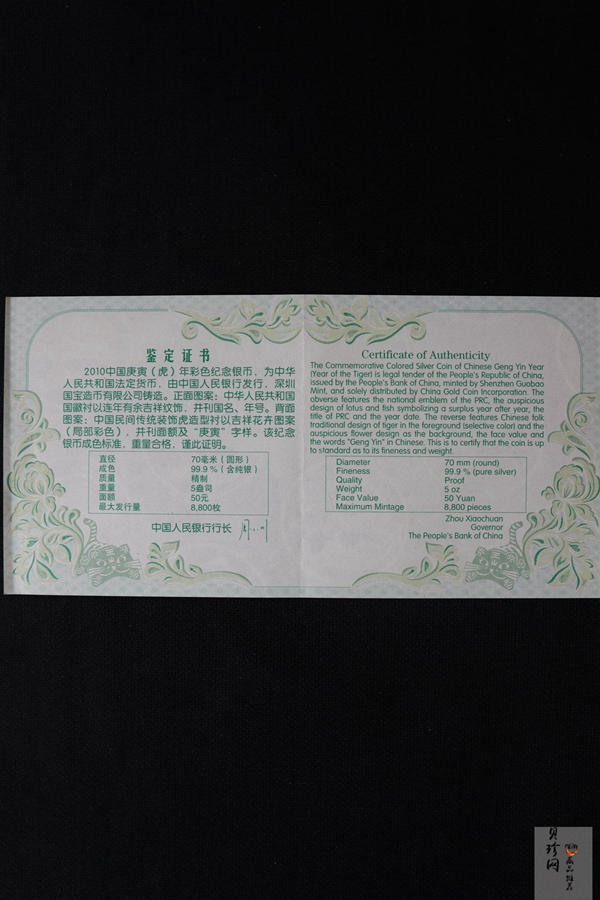 鉴定证书
2010中国庚寅（虎）年彩色纪念银币，为中华
人民共和国法定货币，由中国人民银行发行，深圳
国宝造币有限公司铸造。正面图案：中华人民共和国
国徽衬以连年有余吉祥纹饰，并刊国名、年号。背面
图案：中国民间传统装饰虎造型衬以吉祥花卉图案
（局部彩色），并刊面额及“庚寅”字样。该纪念
银币成色标准，重量合格，谨此证明。
直径 70毫米（圆形）
成色 99.9％（含纯银）
质量 精制
重量 5盎司
面额 50元
最大发行量 8,800枚
中国人民银行行长
Certificate of Authenticity
The Commemorative Colored Silver Coin of Chinese Geng Yin Year
(Year of the Tiger) is legal tender of the People's Republic of China,
issued by the People's Bank of China, minted by Shenzhen Guobao
Mint, and solely distributed by China Gold Coin Incorporation. The
obverse features the national emblem of the PRC, the auspicious
design of lotus and fish symbolizing a surplus year after year, the
title of PRC and the year date. The reverse features Chinese folk
traditional design of tiger in the foreground (selective color) and the
auspicious flower design as the background, the face value and
the words "Geng Yin" in Chinese. This is to certify that the coin is up
to standard as to its fineness and weight.
Diameter 70 mm (round)
Fineness 99.9 % (pure silver)
Quality Proof
Weight 5 oz
Face Value 50 Yuan
Maximum Mintage 8,800 pieces
Zhou Xiaochuan
Governor
The People's Bank of China
贝珍网